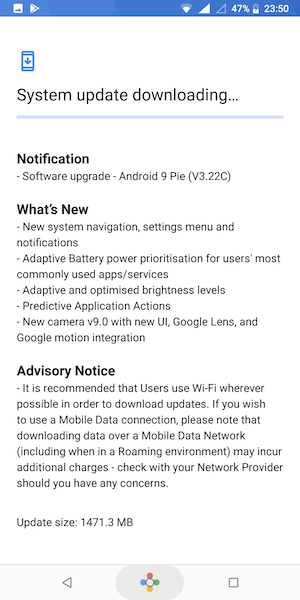 47% 23:50
System update downloading...
Notification
- Software upgrade - Android 9 Pie (V3.22C)
What's New
- New system navigation, settings menu and
notifications
- Adaptive Battery power prioritisation for users' most
commonly used apps/services
- Adaptive and optimised brightness levels
- Predictive Application Actions
- New camera v9.0 with new UI, Google Lens, and
Google motion integration
Advisory Notice
- It is recommended that Users use Wi-Fi wherever
possible in order to download updates. If you wish
to use a Mobile Data connection, please note that
downloading data over a Mobile Data Network
(including when in a Roaming environment) may incur
additional charges - check with your Network Provider
should you have any concerns.
Update size: 1471.3 MB